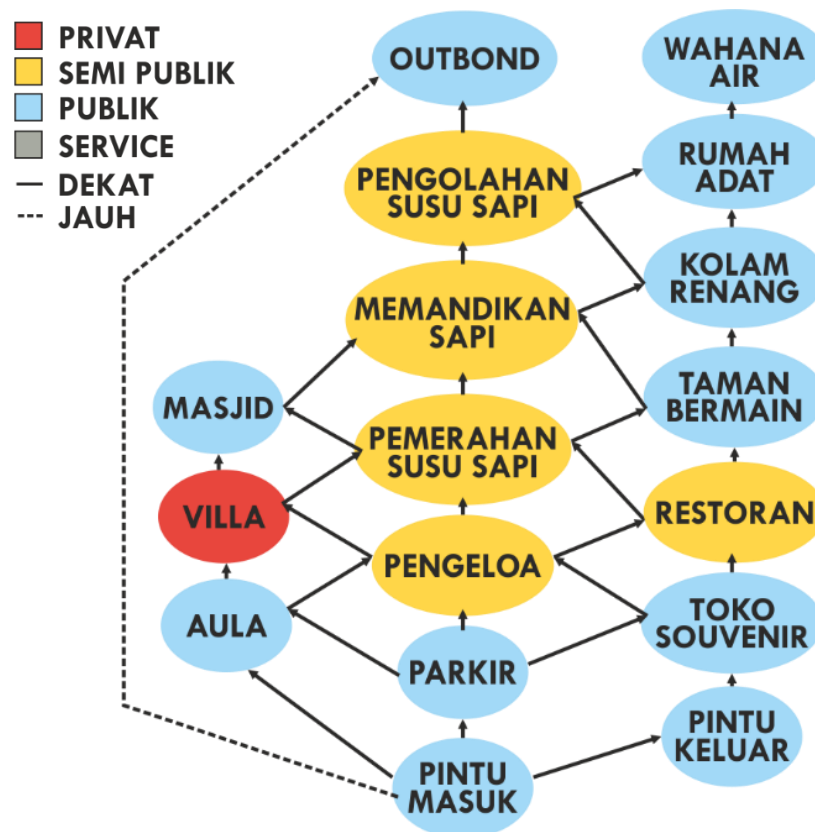 PRIVAT
SEMI PUBLIK
PUBLIK
SERVICE
DEKAT
JAUH
OUTBOND
WAHANA
AIR
PENGOLAHAN
SUSU SAPI
RUMAH
ADAT
MEMANDIKAN
SAPI
KOLAM
RENANG
MASJID
PEMERAHAN
SUSU SAPI
TAMAN
BERMAIN
VILLA
PENGELOA
RESTORAN
AULA
PARKIR
TOKO
SOUVENIR
PINTU
MASUK
PINTU
KELUAR